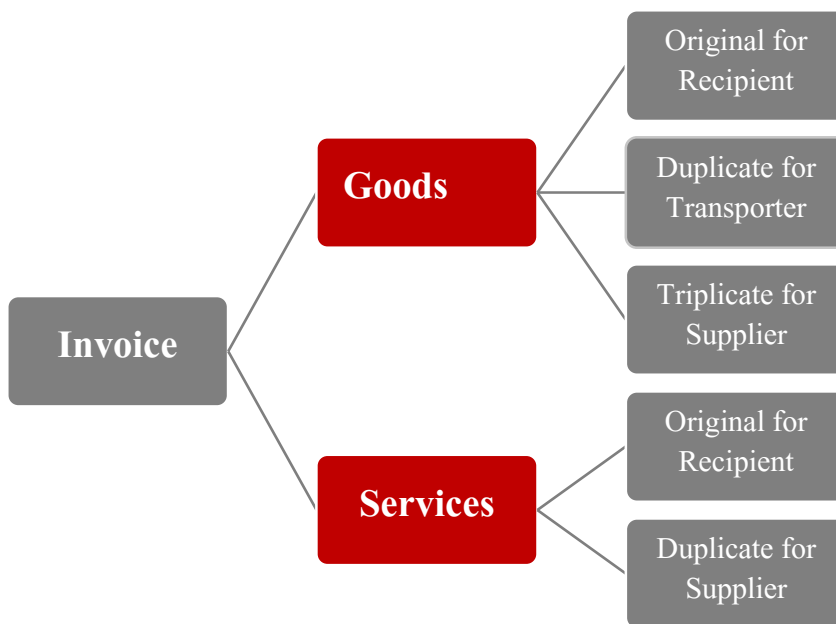 Invoice
Goods
Original for
Recipient
Duplicate for
Transporter
Triplicate for
Supplier
Services
Original for
Recipient
Duplicate for
Supplier